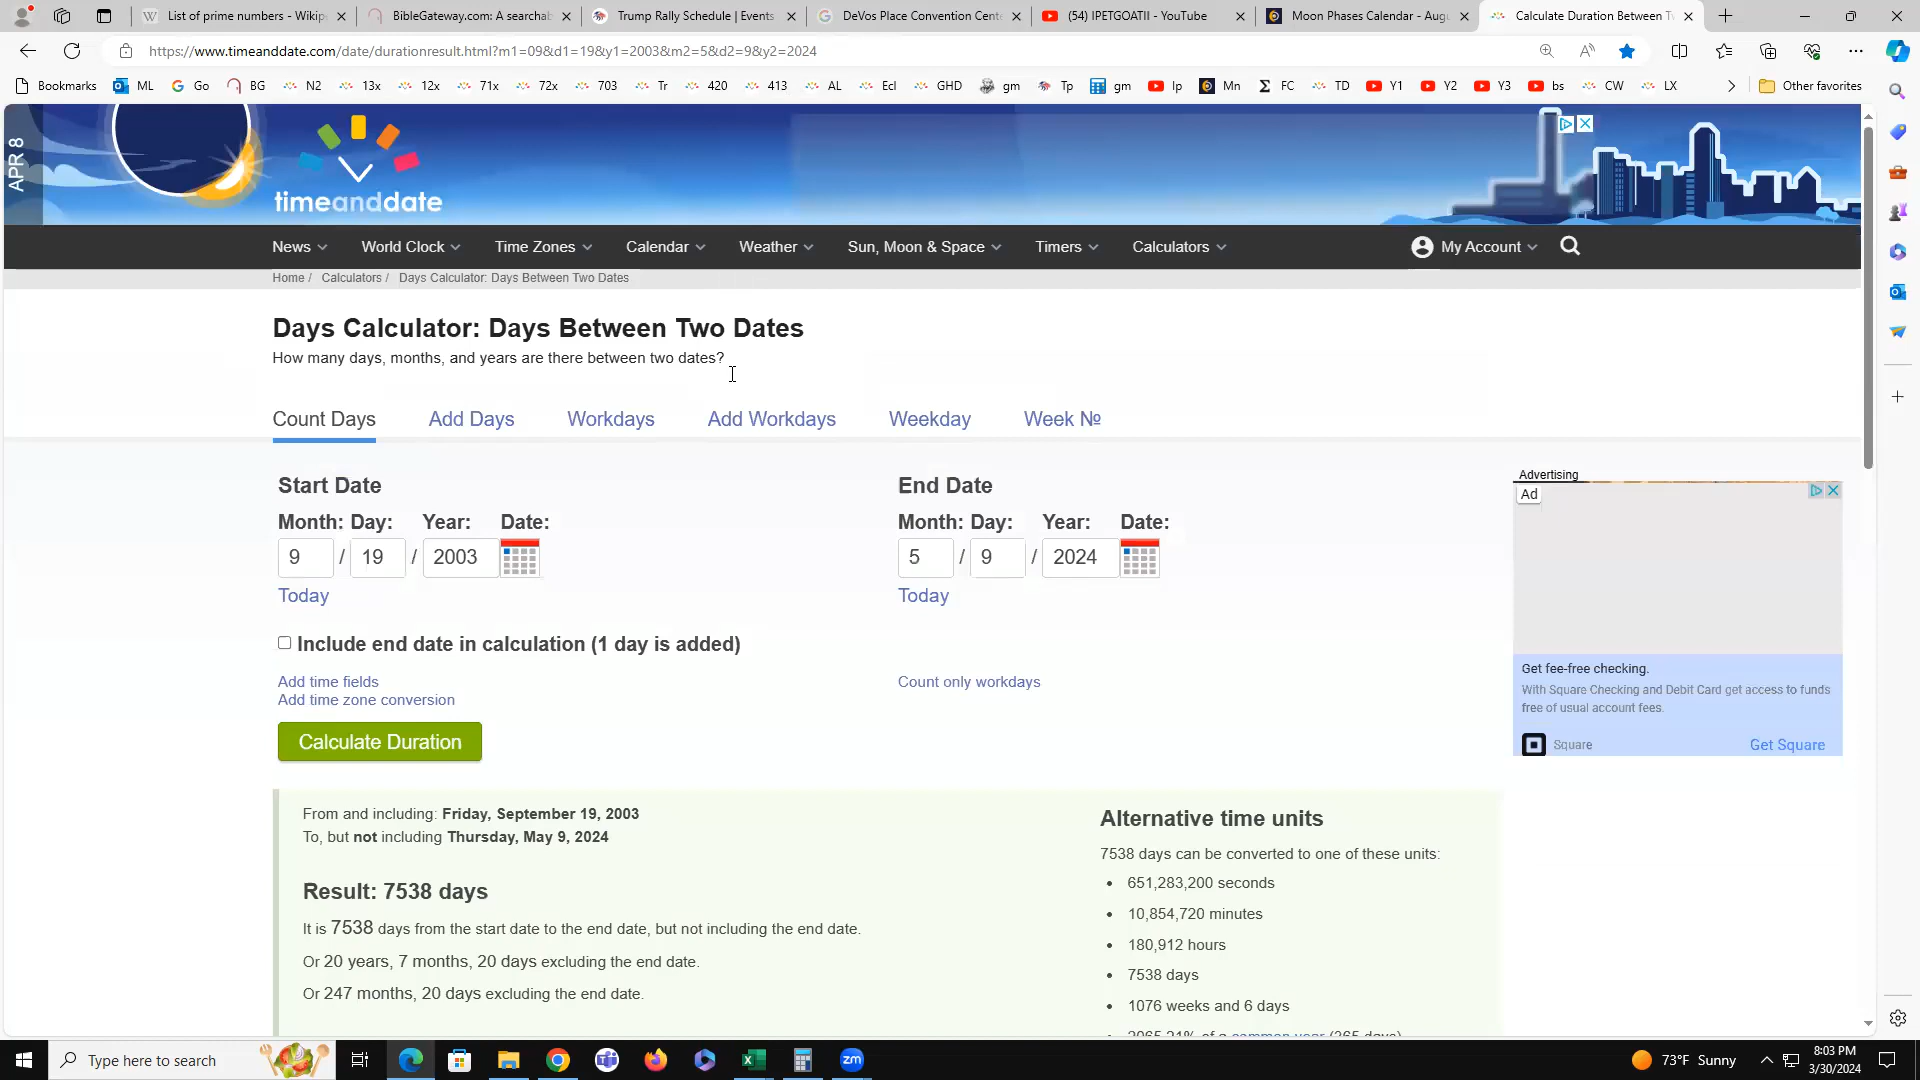 List of prime numbers - Wikip
BibleGateway.com: A searchab
Trump Rally Schedule | Events
DeVos Place Convention Cent
(54) IPETGOATII - YouTube
Moon Phases Calendar - Aug
Calculate Duration Between Tw
https://www.timeanddate.com/date/durationresult.html?m1=09&d1=19&y1=2003&m2=5&d2=9&y2=2024
Bookmarks ML Go BG N2 13x 12x 71x 72x 703 Tr 420 413 AL Ecl GHD gm Tp gm Ip Mn FC TD Y1 Y2 Y3 bs CW LX Other favorites
APR 8
timeanddate
News World Clock Time Zones Calendar Weather Sun, Moon & Space Timers Calculators My Account
Home / Calculators / Days Calculator: Days Between Two Dates
Days Calculator: Days Between Two Dates
How many days, months, and years are there between two dates?
Count Days Add Days Workdays Add Workdays Weekday Week №
Start Date
Month: Day: Year: Date:
9 / 19 / 2003
Today
End Date
Month: Day: Year: Date:
5 / 9 / 2024
Today
Include end date in calculation (1 day is added)
Add time fields
Add time zone conversion
Count only workdays
Calculate Duration
Advertising
Ad
Get fee-free checking.
With Square Checking and Debit Card get access to funds
free of usual account fees.
Square
Get Square
From and including: Friday, September 19, 2003
To, but not including Thursday, May 9, 2024
Result: 7538 days
It is 7538 days from the start date to the end date, but not including the end date.
Or 20 years, 7 months, 20 days excluding the end date.
Or 247 months, 20 days excluding the end date.
Alternative time units
7538 days can be converted to one of these units:
• 651,283,200 seconds
• 10,854,720 minutes
• 180,912 hours
• 7538 days
• 1076 weeks and 6 days
• 2065.21% of a common year (365 days)
Type here to search
73°F Sunny
8:03 PM
3/30/2024